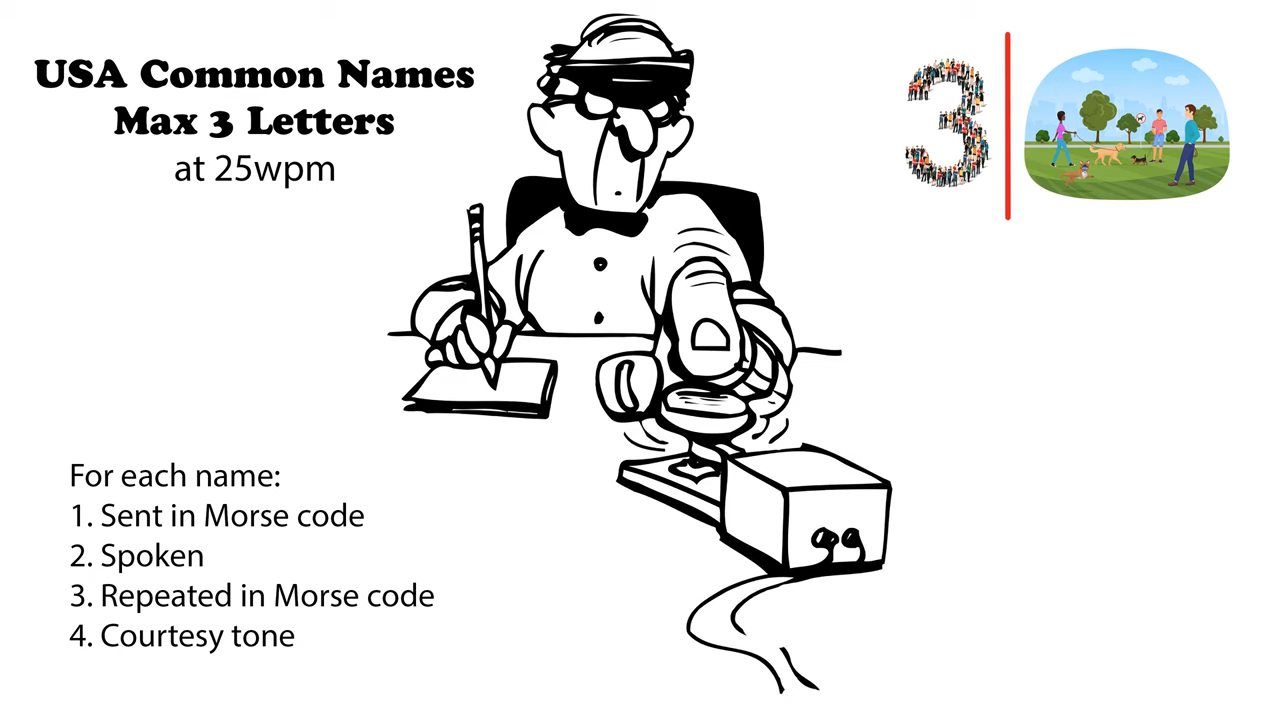 USA Common Names
Max 3 Letters
at 25wpm
3
For each name:
1. Sent in Morse code
2. Spoken
3. Repeated in Morse code
4. Courtesy tone